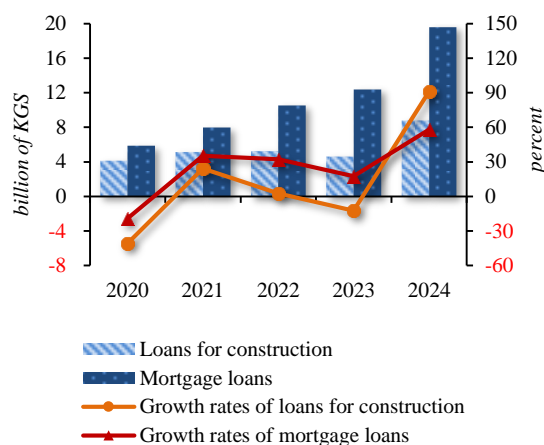 20 150
16 120
12 90
8 60
4 30
0 0
-4 -30
-8 -60
billion of KGS
percent
2020 2021 2022 2023 2024
Loans for construction
Mortgage loans
Growth rates of loans for construction
Growth rates of mortgage loans